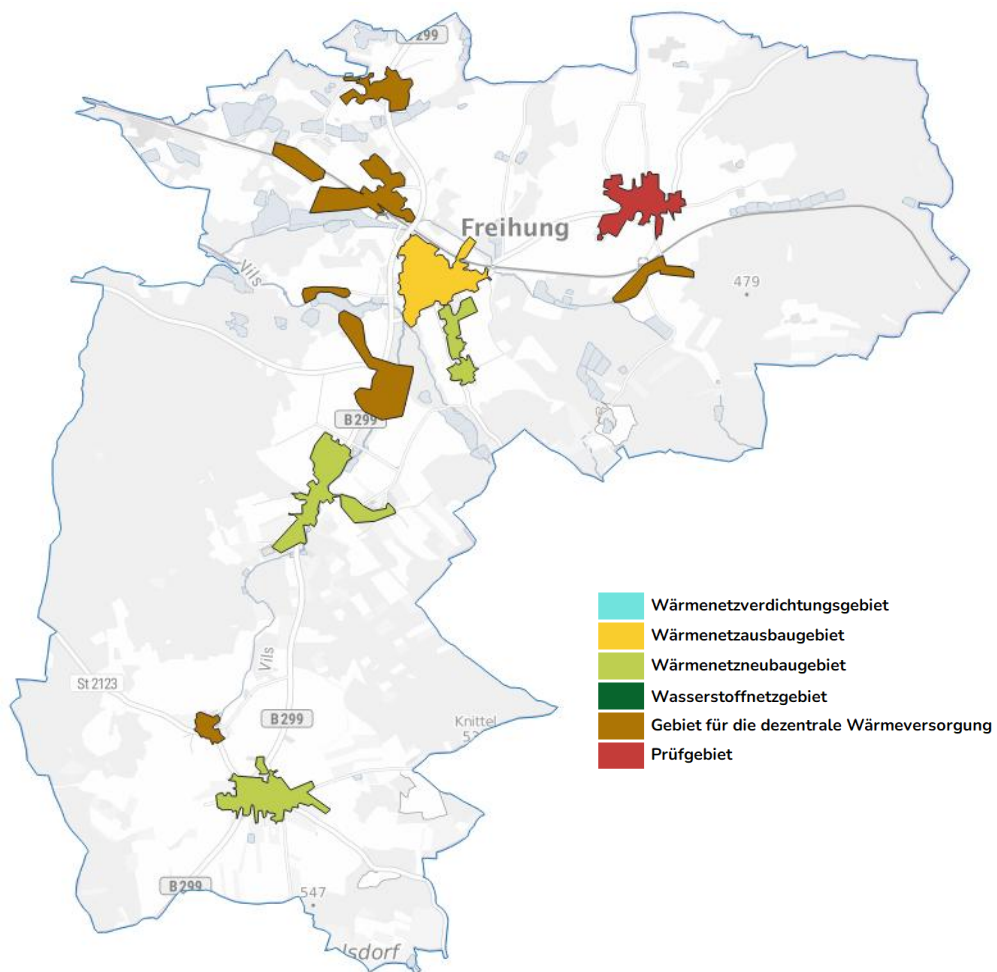 B299
Freihung
Vils
479
B299
Wärmenetzverdichtungsgebiet
Wärmenetzausbaugebiet
Wärmenetzneubaugebiet
Wasserstoffnetzgebiet
Gebiet für die dezentrale Wärmeversorgung
Prüfgebiet
Vils
St 2123
B299
Knittel
B299
547
lsdorf